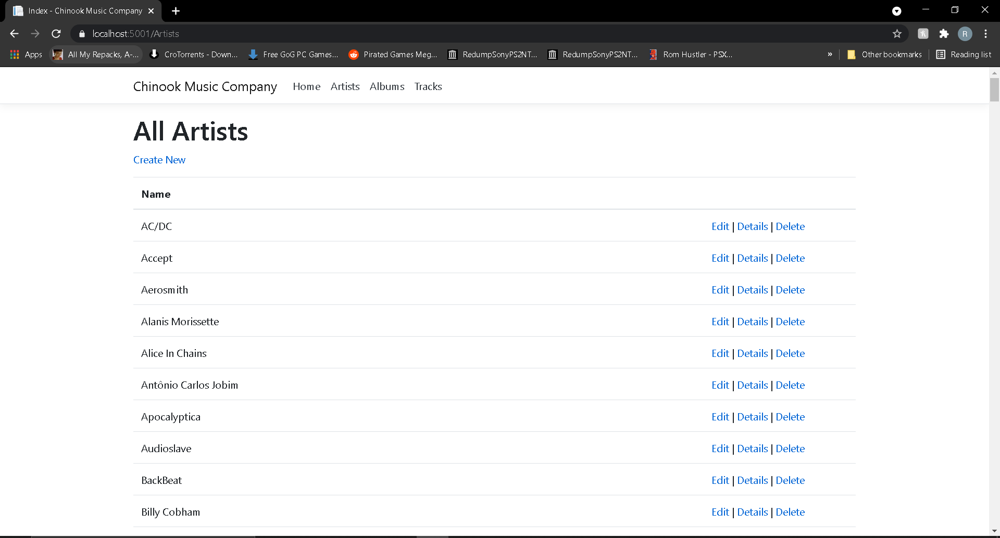 Index - Chinook Music Company
localhost:5001/Artists
R
Apps All My Repacks, A-... CroTorrents - Down... Free GoG PC Games... Pirated Games Meg... RedumpSonyPS2NT... RedumpSonyPS2NT... Rom Hustler - PSX... » Other bookmarks Reading list
Chinook Music Company Home Artists Albums Tracks
All Artists
Create New
Name
AC/DC Edit | Details | Delete
Accept Edit | Details | Delete
Aerosmith Edit | Details | Delete
Alanis Morissette Edit | Details | Delete
Alice In Chains Edit | Details | Delete
Antônio Carlos Jobim Edit | Details | Delete
Apocalyptica Edit | Details | Delete
Audioslave Edit | Details | Delete
BackBeat Edit | Details | Delete
Billy Cobham Edit | Details | Delete